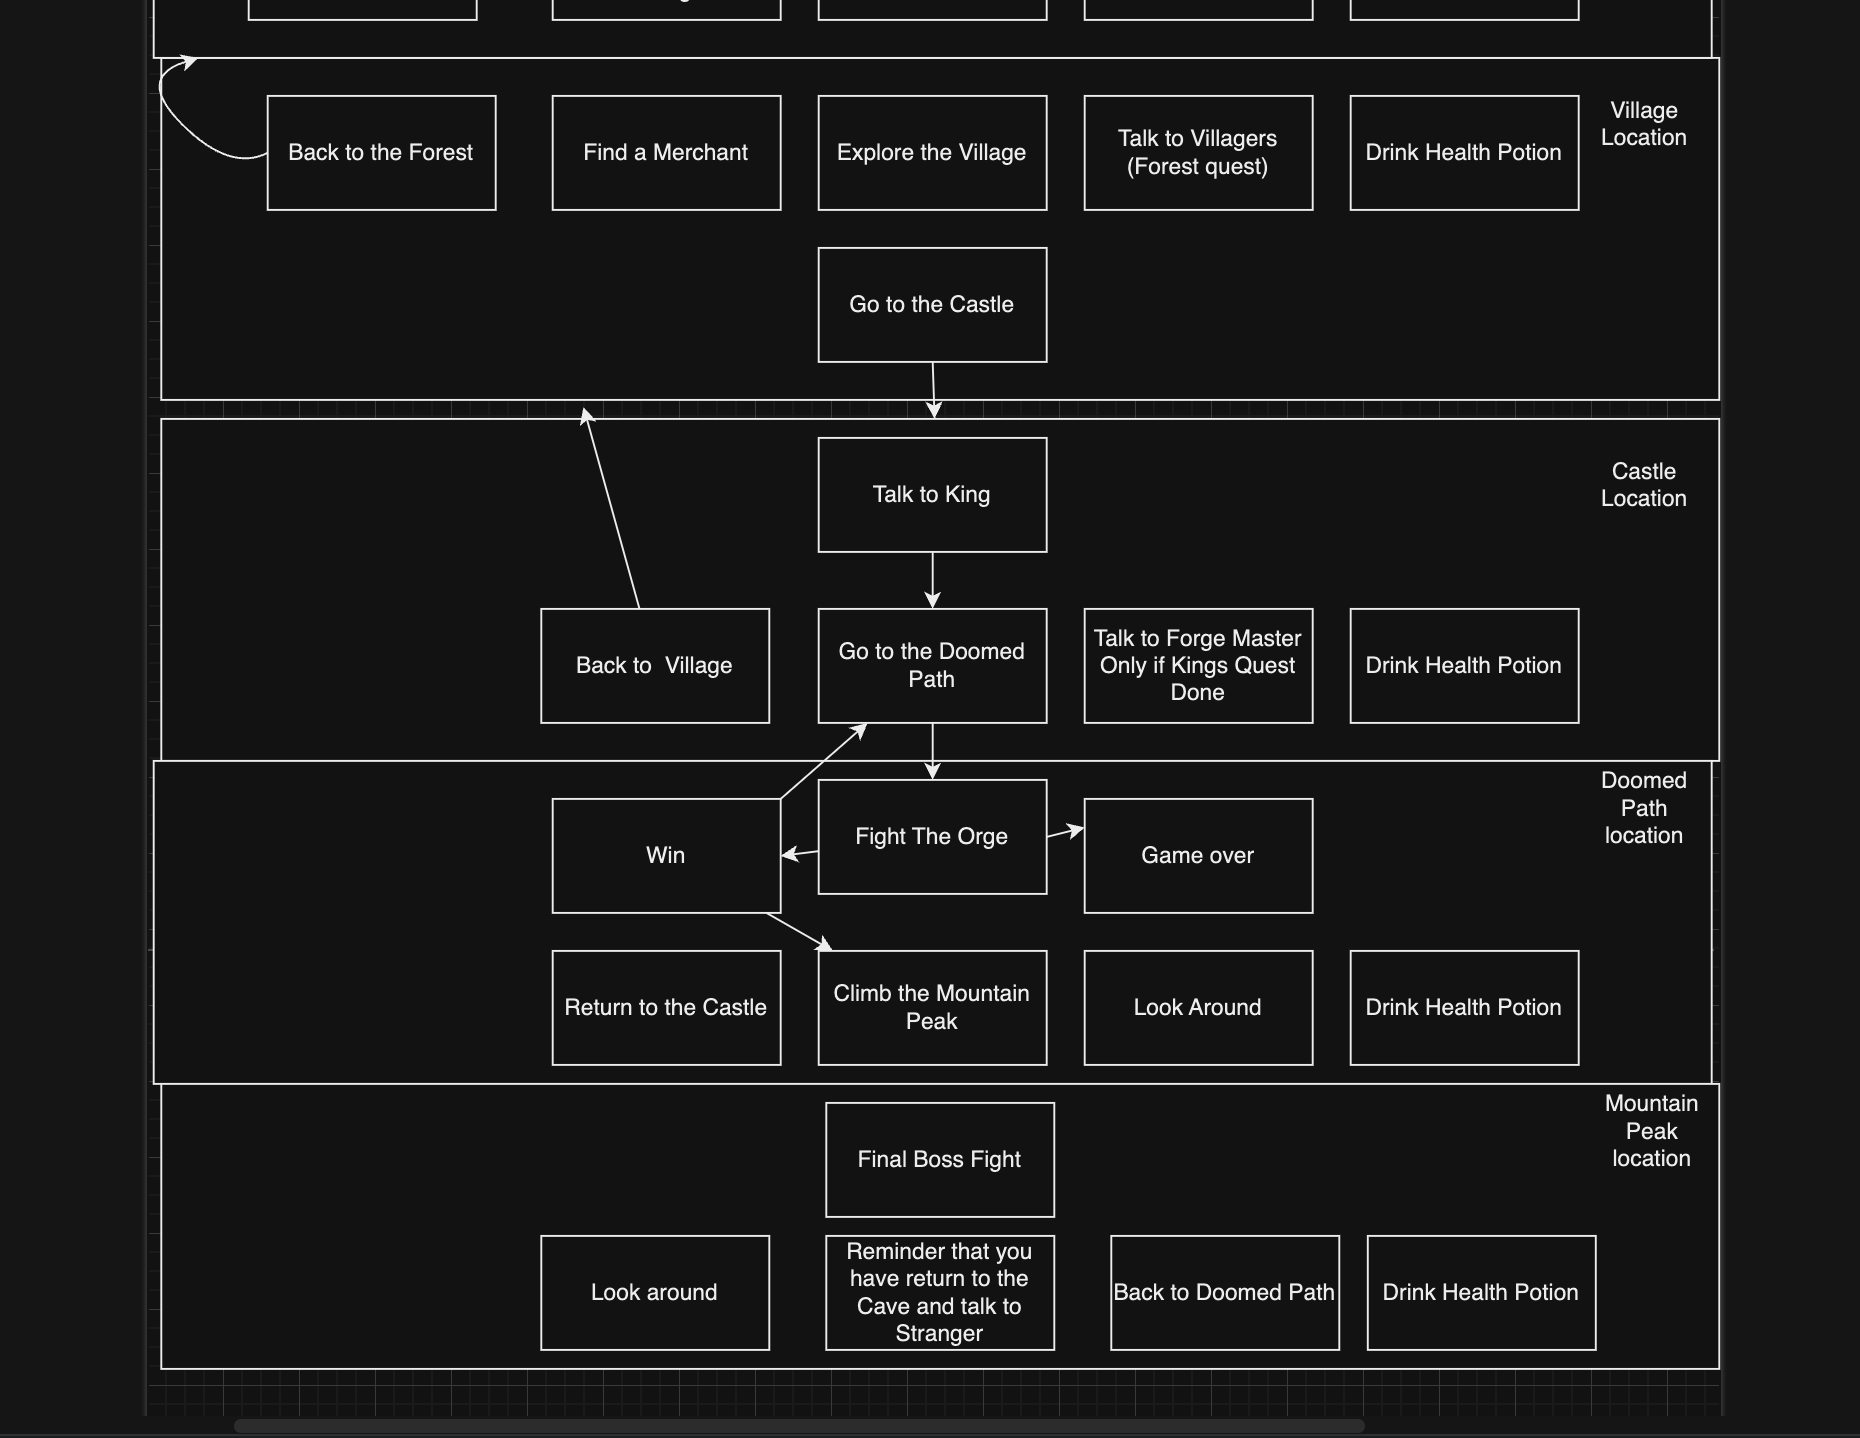 Back to the Forest
Find a Merchant
Explore the Village
Talk to Villagers
(Forest quest)
Drink Health Potion
Village
Location
Go to the Castle
Talk to King
Castle
Location
Back to  Village
Go to the Doomed
Path
Talk to Forge Master
Only if Kings Quest
Done
Drink Health Potion
Doomed
Path
location
Win
Fight The Orge
Game over
Return to the Castle
Climb the Mountain
Peak
Look Around
Drink Health Potion
Mountain
Peak
location
Final Boss Fight
Look around
Reminder that you
have return to the
Cave and talk to
Stranger
Back to Doomed Path
Drink Health Potion